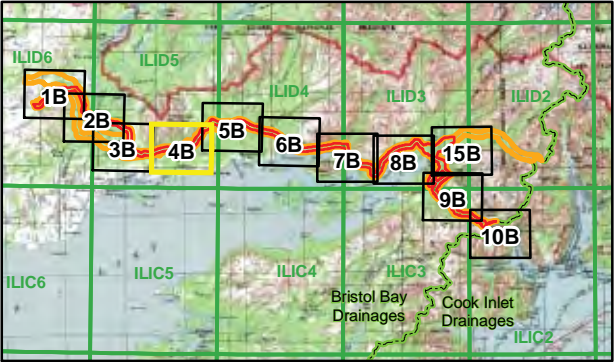 ILID6
ILID5
ILID4
ILID3
ILID2
1B
2B
3B
4B
5B
6B
7B
8B
15B
9B
10B
ILIC6
ILIC5
ILIC4
ILIC3
Bristol Bay
Drainages
Cook Inlet
Drainages
ILIC2